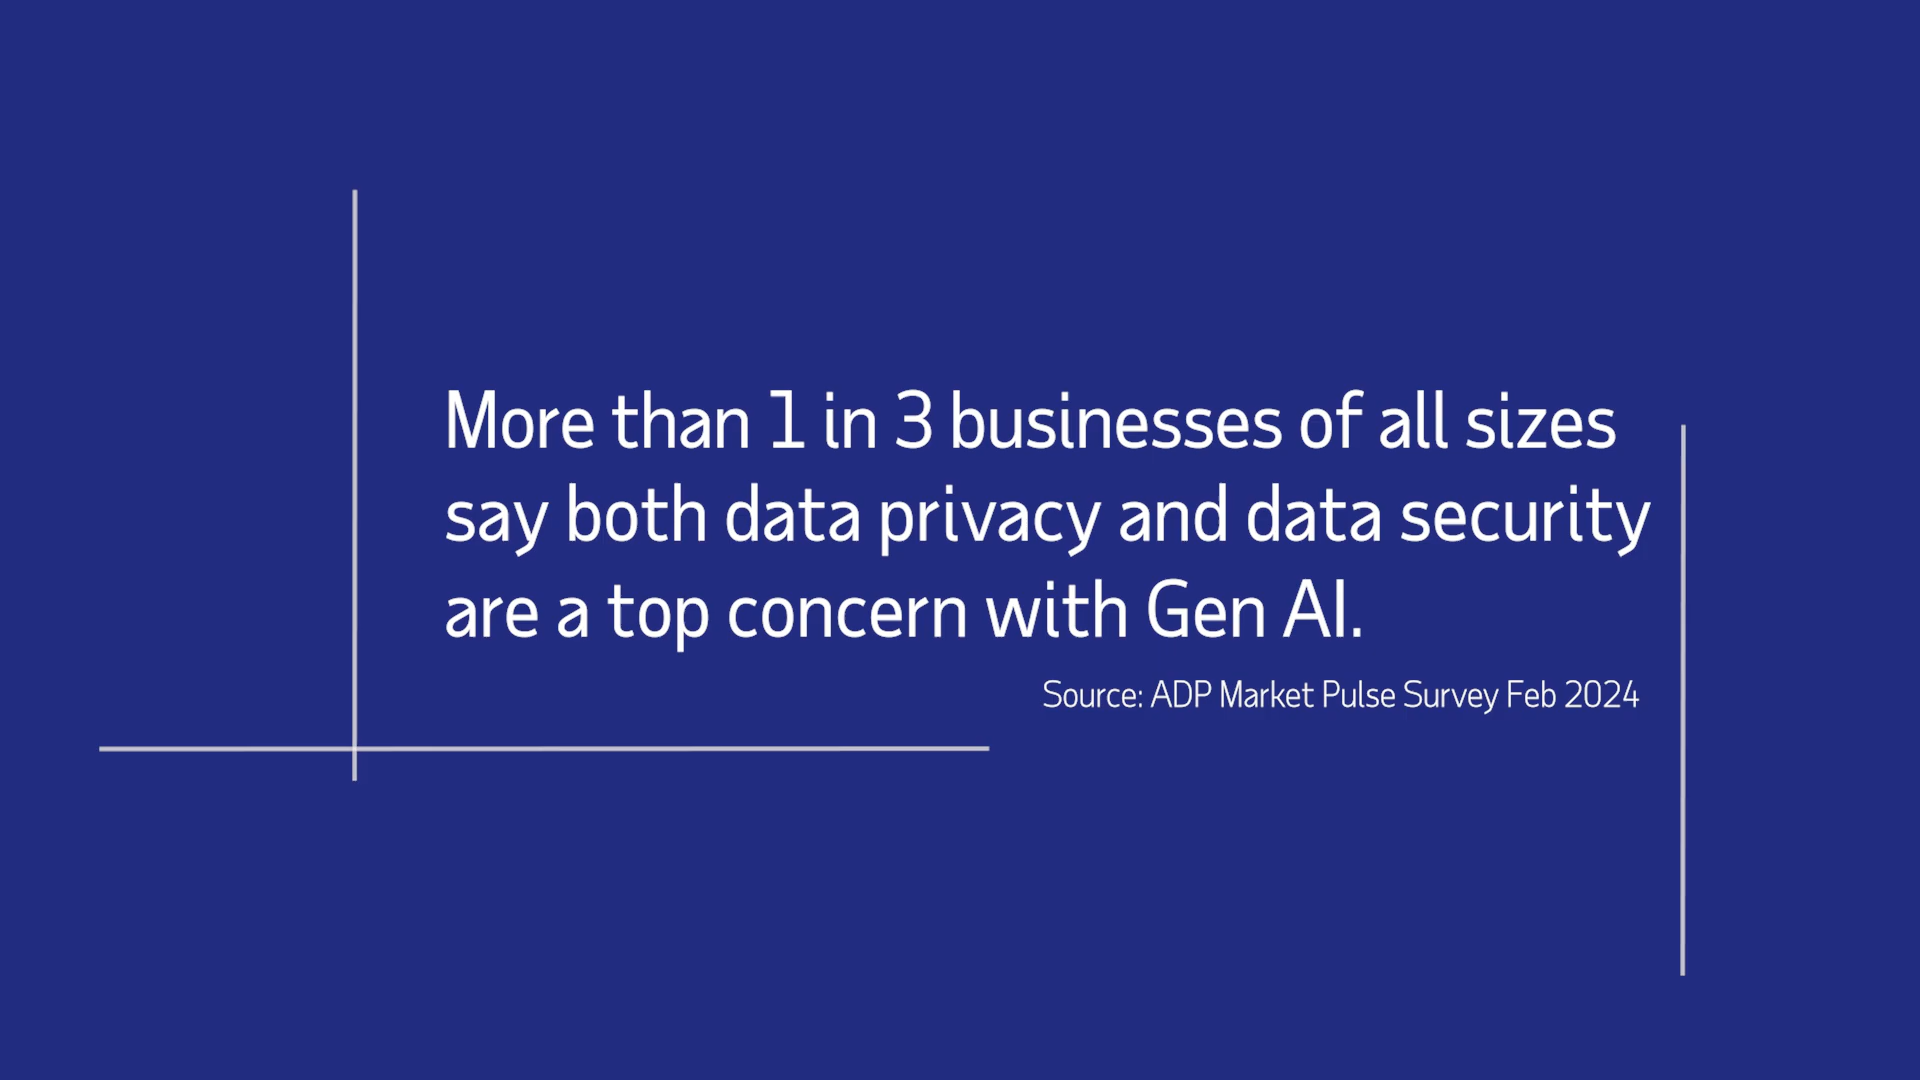 More than 1 in 3 businesses of all sizes
say both data privacy and data security
are a top concern with Gen AI.
Source: ADP Market Pulse Survey Feb 2024